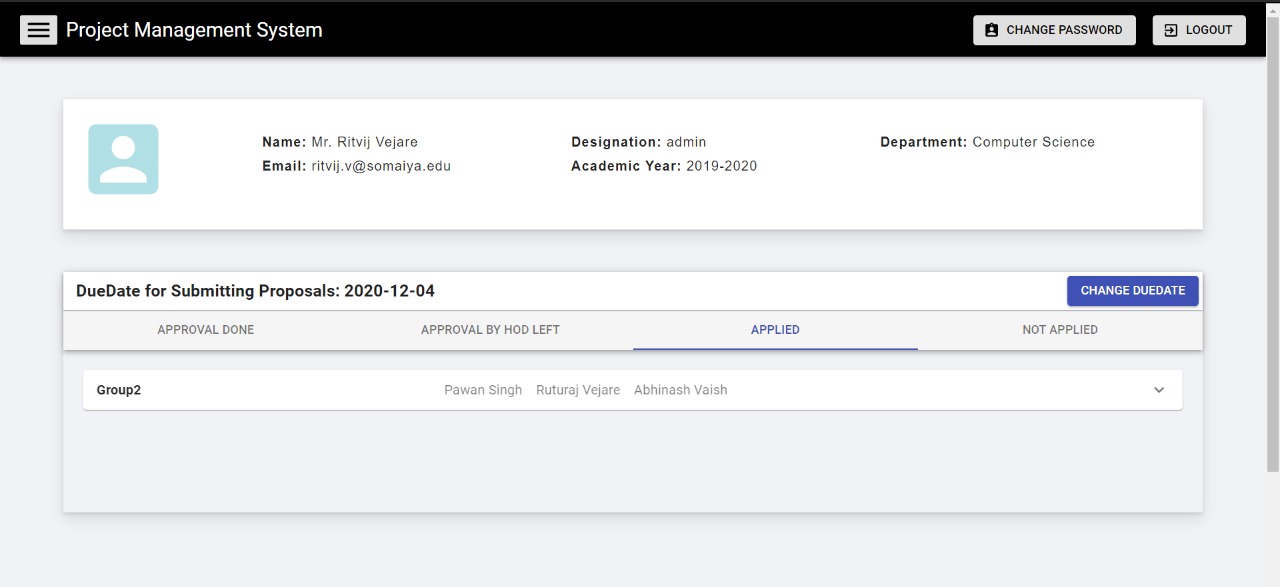 Project Management System
CHANGE PASSWORD
LOGOUT
Name: Mr. Ritvij Vejare
Designation: admin
Department: Computer Science
Email: ritvij.v@somaiya.edu
Academic Year: 2019-2020
DueDate for Submitting Proposals: 2020-12-04
CHANGE DUEDATE
APPROVAL DONE
APPROVAL BY HOD LEFT
APPLIED
NOT APPLIED
Group2
Pawan Singh Ruturaj Vejare Abhinash Vaish